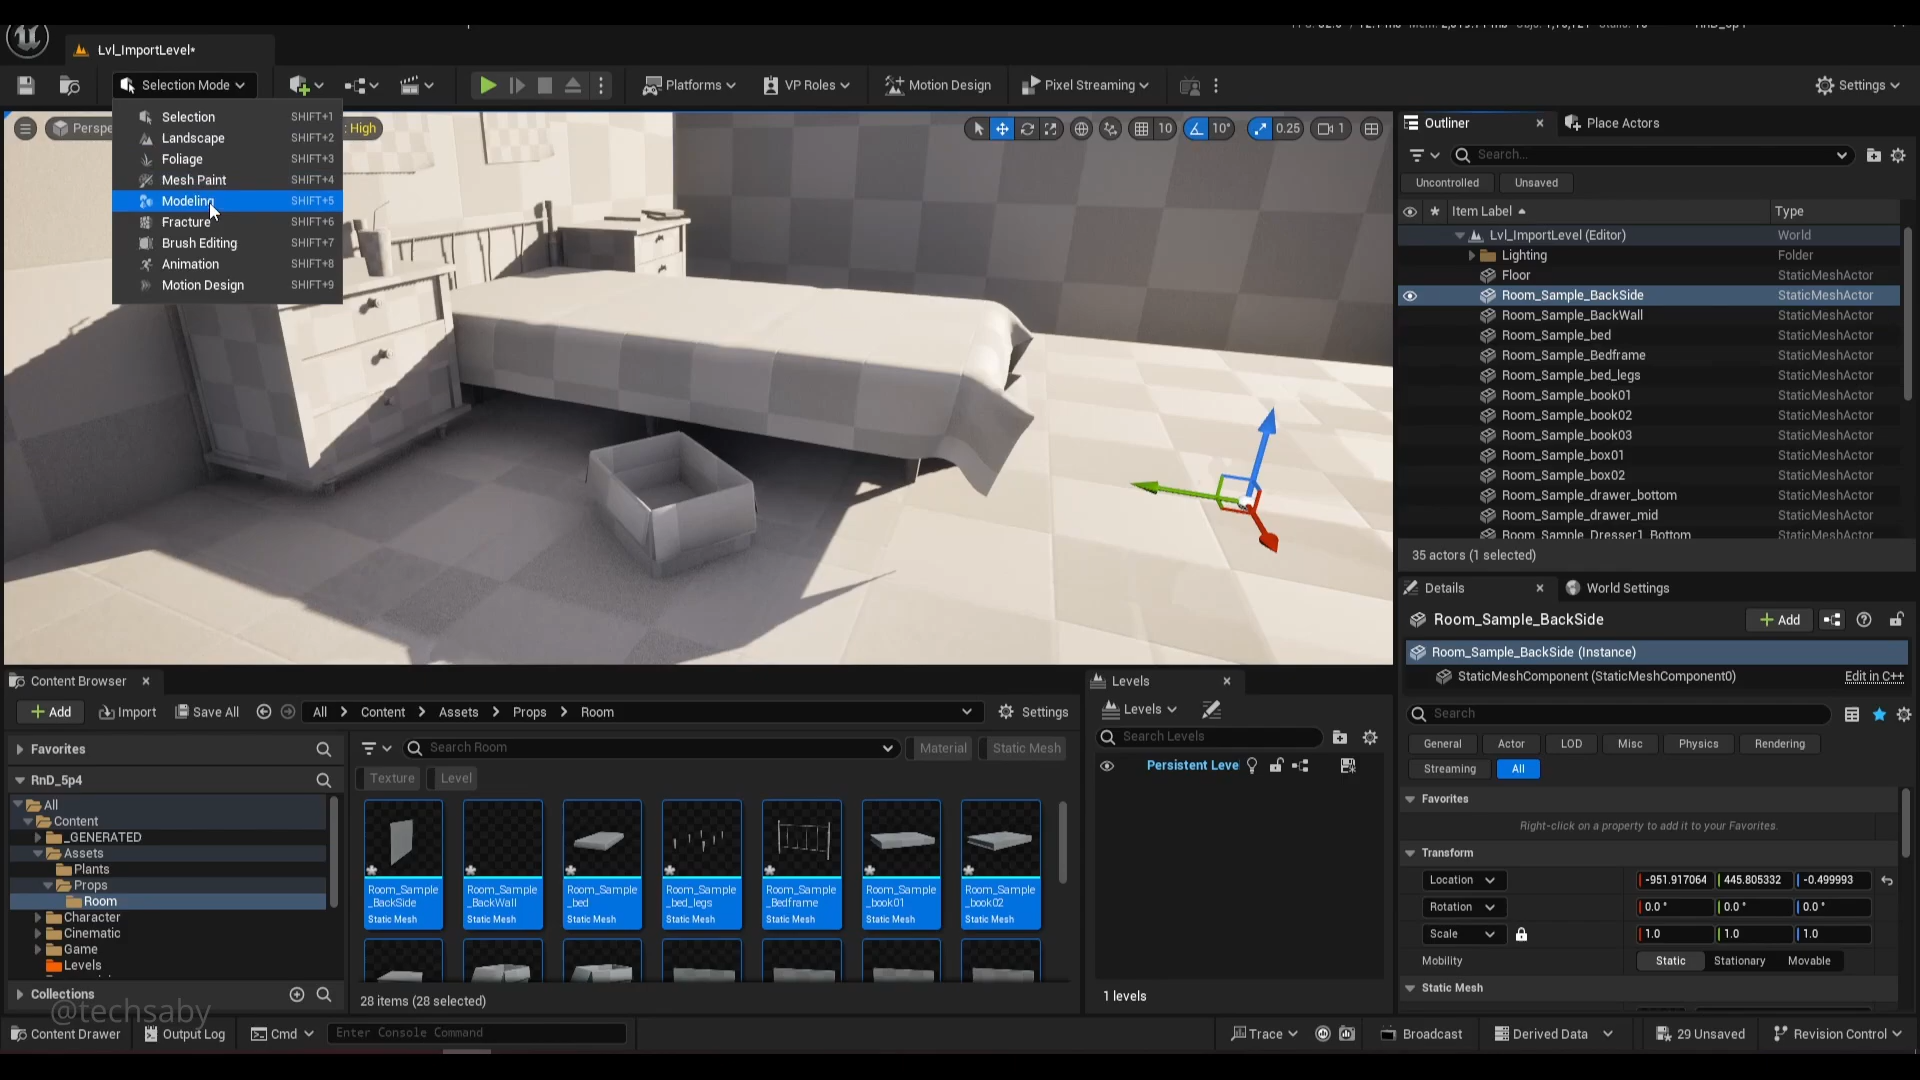 Lvl_ImportLevel*
Selection Mode
Platforms
VP Roles
Motion Design
Pixel Streaming
Settings
Selection SHIFT+1
Landscape SHIFT+2
Foliage SHIFT+3
Mesh Paint SHIFT+4
Modeling SHIFT+5
Fracture SHIFT+6
Brush Editing SHIFT+7
Animation SHIFT+8
Motion Design SHIFT+9
: High
10
10°
0.25
1
Outliner
Place Actors
Search...
Uncontrolled
Unsaved
Item Label
Type
Lvl_ImportLevel (Editor) World
Lighting Folder
Floor StaticMeshActor
Room_Sample_BackSide StaticMeshActor
Room_Sample_BackWall StaticMeshActor
Room_Sample_bed StaticMeshActor
Room_Sample_Bedframe StaticMeshActor
Room_Sample_bed_legs StaticMeshActor
Room_Sample_book01 StaticMeshActor
Room_Sample_book02 StaticMeshActor
Room_Sample_book03 StaticMeshActor
Room_Sample_box01 StaticMeshActor
Room_Sample_box02 StaticMeshActor
Room_Sample_drawer_bottom StaticMeshActor
Room_Sample_drawer_mid StaticMeshActor
Room_Sample_Dresser1_Bottom StaticMeshActor
35 actors (1 selected)
Details
World Settings
Room_Sample_BackSide
Add
Room_Sample_BackSide (Instance)
StaticMeshComponent (StaticMeshComponent0)
Edit in C++
Search
General
Actor
LOD
Misc
Physics
Rendering
Streaming
All
Favorites
Right-click on a property to add it to your Favorites.
Transform
Location -951.917064 445.805332 -0.499993
Rotation 0.0 ° 0.0 ° 0.0 °
Scale 1.0 1.0 1.0
Mobility Static Stationary Movable
Static Mesh
Content Browser
Add
Import
Save All
All
Content
Assets
Props
Room
Settings
Favorites
RnD_5p4
All
Content
_GENERATED
Assets
Plants
Props
Room
Character
Cinematic
Game
Levels
Collections
Search Room
Material
Static Mesh
Texture
Level
Room_Sample
_BackSide
Static Mesh
Room_Sample
_BackWall
Static Mesh
Room_Sample
_bed
Static Mesh
Room_Sample
_bed_legs
Static Mesh
Room_Sample
_Bedframe
Static Mesh
Room_Sample
_book01
Static Mesh
Room_Sample
_book02
Static Mesh
28 items (28 selected)
Levels
Levels
Search Levels
Persistent Leve
1 levels
@techsaby
Content Drawer
Output Log
Cmd
Enter Console Command
Trace
Broadcast
Derived Data
29 Unsaved
Revision Control